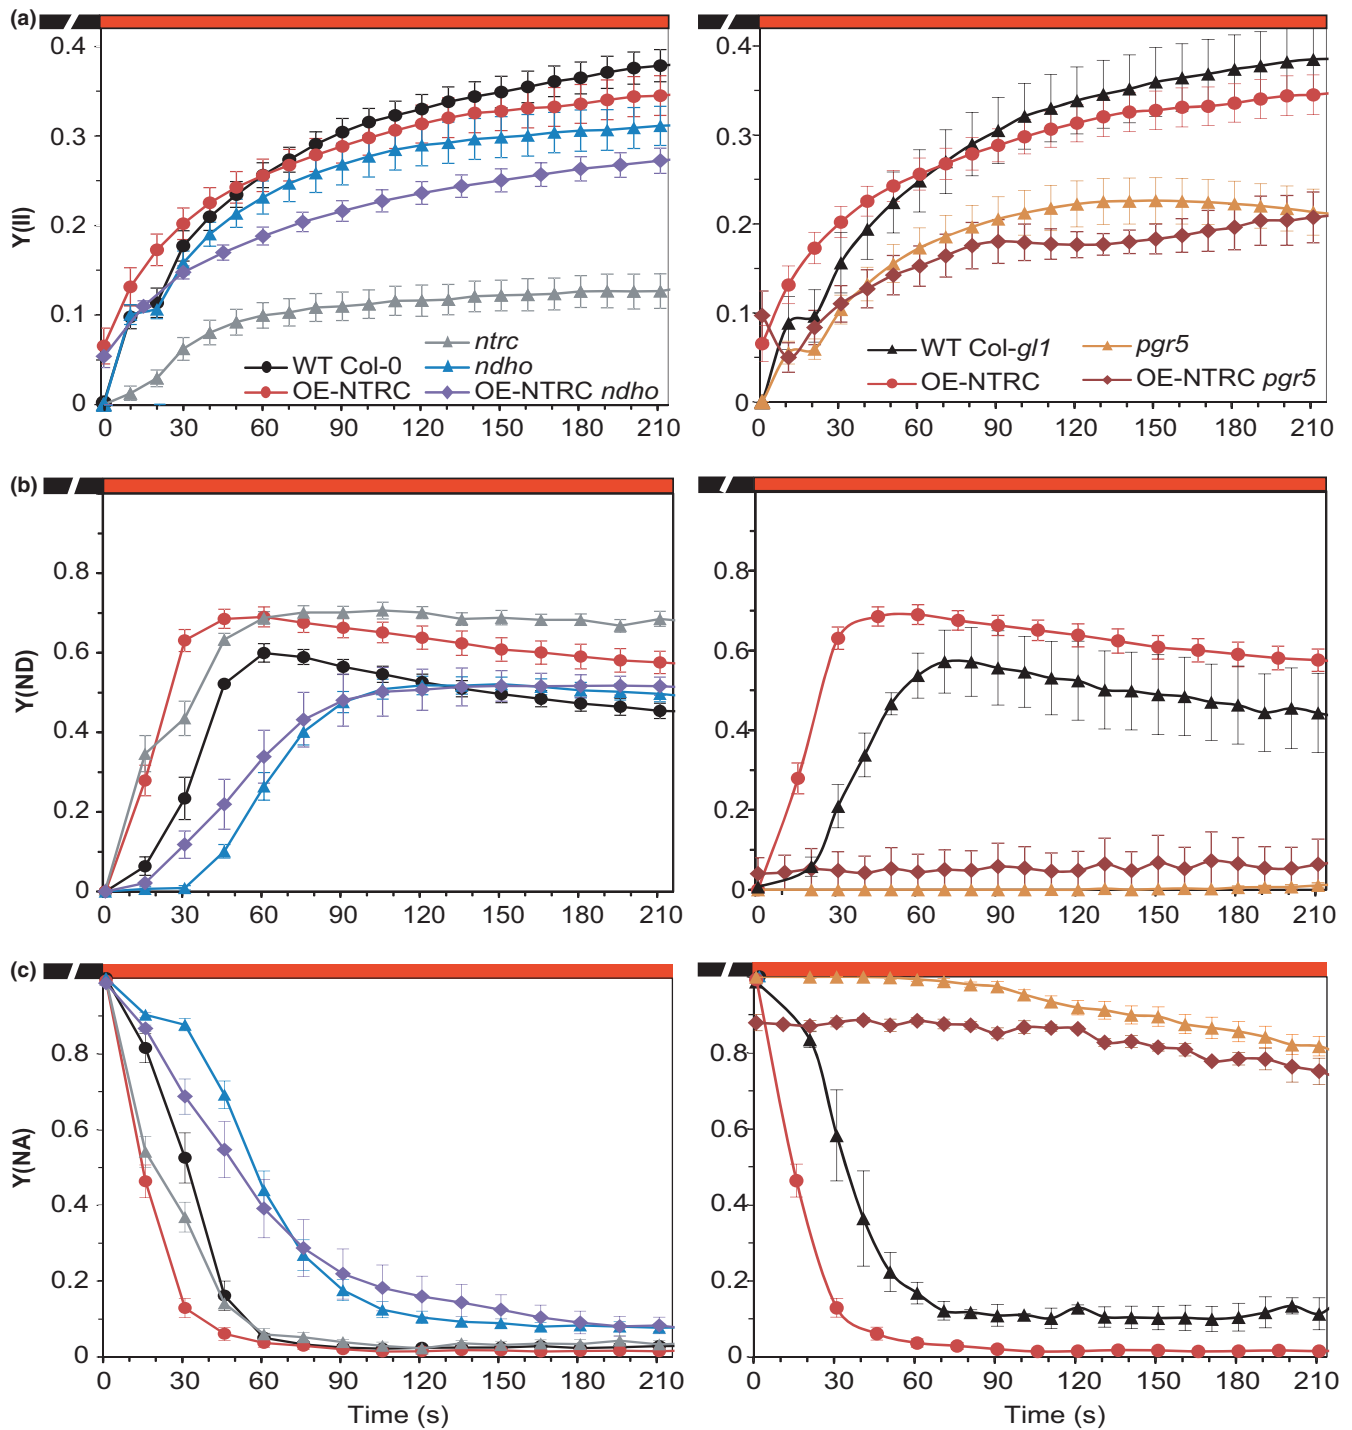 (a)
Y(II)
0.4
0.3
0.2
0.1
0
WT Col-0
OE-NTRC
ntrc
ndho
OE-NTRC ndho
0 30 60 90 120 150 180 210
0.4
0.3
0.2
0.1
0
WT Col-gl1
OE-NTRC
pgr5
OE-NTRC pgr5
0 30 60 90 120 150 180 210
(b)
Y(ND)
0.8
0.6
0.4
0.2
0
0 30 60 90 120 150 180 210
0.8
0.6
0.4
0.2
0
0 30 60 90 120 150 180 210
(c)
Y(NA)
0.8
0.6
0.4
0.2
0
0 30 60 90 120 150 180 210
Time (s)
0.8
0.6
0.4
0.2
0
0 30 60 90 120 150 180 210
Time (s)